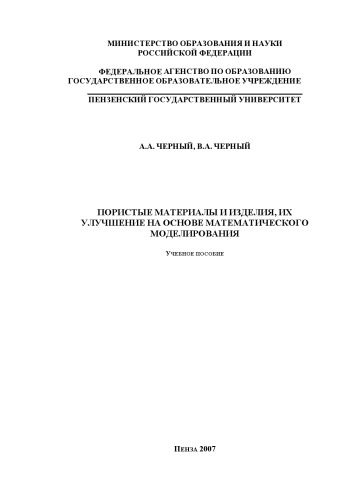 МИНИСТЕРСТВО ОБРАЗОВАНИЯ И НАУКИ
РОССИЙСКОЙ ФЕДЕРАЦИИ
ФЕДЕРАЛЬНОЕ АГЕНСТВО ПО ОБРАЗОВАНИЮ
ГОСУДАРСТВЕННОЕ ОБРАЗОВАТЕЛЬНОЕ УЧРЕЖДЕНИЕ
ПЕНЗЕНСКИЙ ГОСУДАРСТВЕННЫЙ УНИВЕРСИТЕТ
А.А. ЧЕРНЫЙ, В.А. ЧЕРНЫЙ
ПОРИСТЫЕ МАТЕРИАЛЫ И ИЗДЕЛИЯ, ИХ
УЛУЧШЕНИЕ НА ОСНОВЕ МАТЕМАТИЧЕСКОГО
МОДЕЛИРОВАНИЯ
УЧЕБНОЕ ПОСОБИЕ
ПЕНЗА 2007